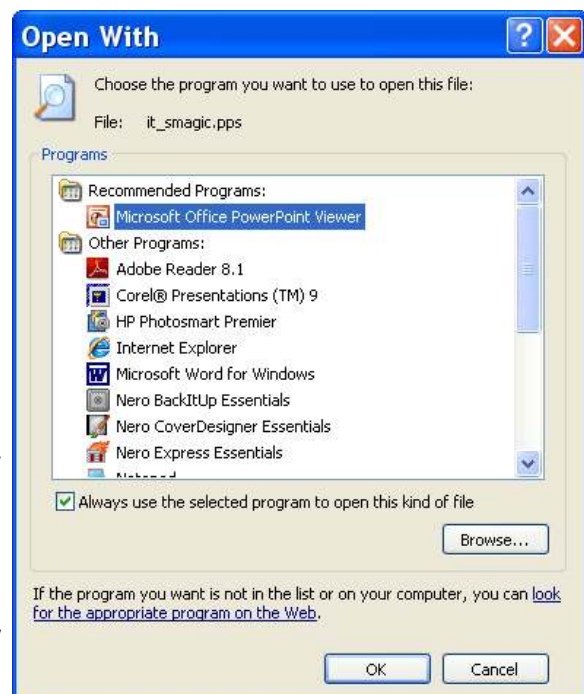 Open With
Choose the program you want to use to open this file:
File: it_smagic.pps
Programs
Recommended Programs:
Microsoft Office PowerPoint Viewer
Other Programs:
Adobe Reader 8.1
Corel® Presentations (TM) 9
HP Photosmart Premier
Internet Explorer
Microsoft Word for Windows
Nero BackItUp Essentials
Nero CoverDesigner Essentials
Nero Express Essentials
Notepad
Always use the selected program to open this kind of file
Browse...
If the program you want is not in the list or on your computer, you can look
for the appropriate program on the Web.
OK
Cancel